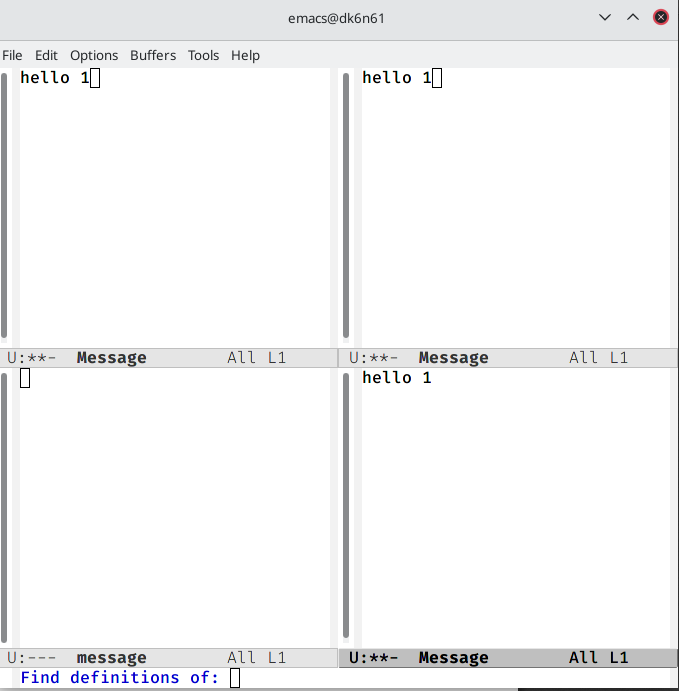 emacs@dk6n61
File Edit Options Buffers Tools Help
hello 1
hello 1
U:**-  Message        All L1
U:**-  Message        All L1
hello 1
U:---  message        All L1
U:**-  Message        All L1
Find definitions of: